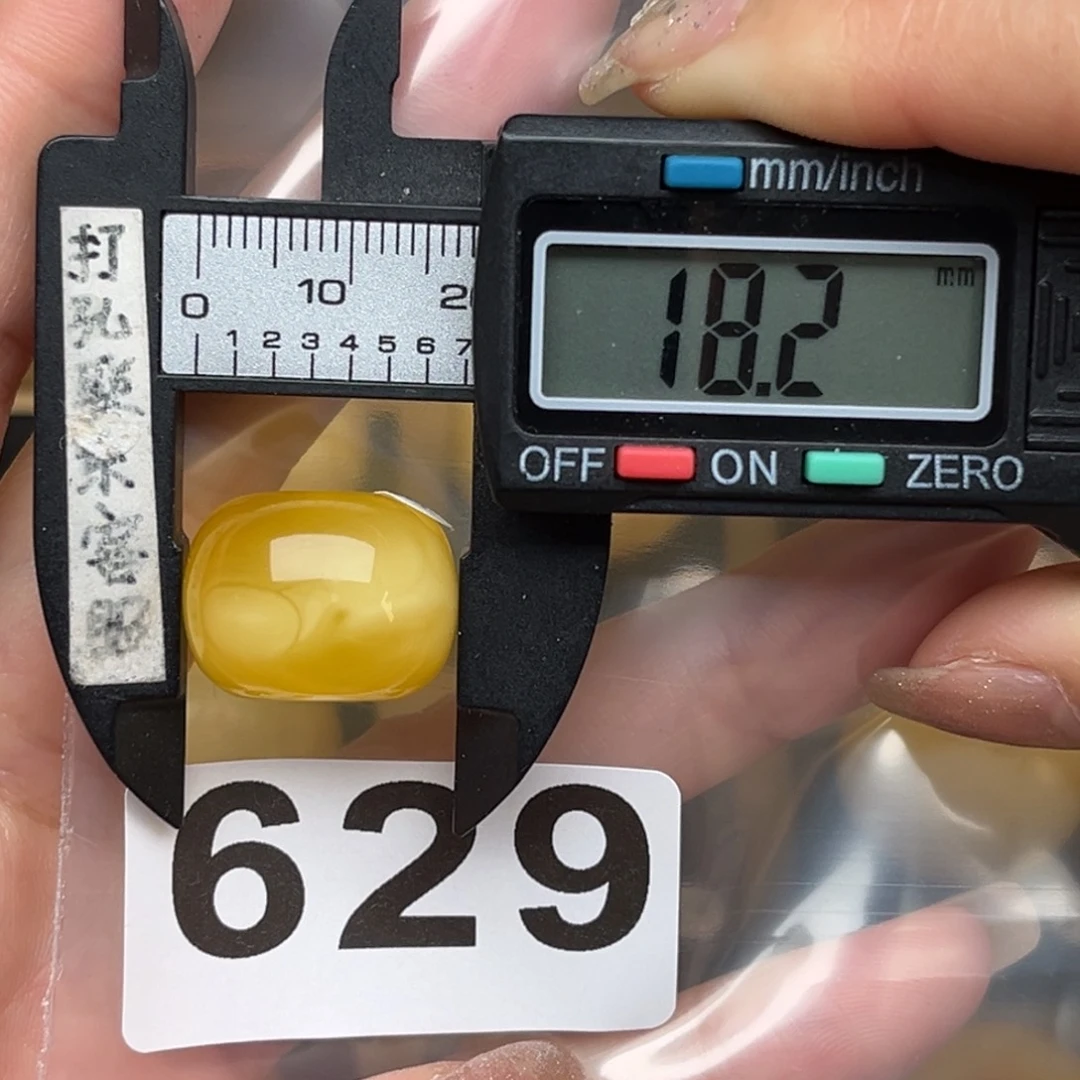 mm/inch
18.2 mm
OFF ON ZERO
0 10 20
1 2 3 4 5 6 7
打孔
不
629